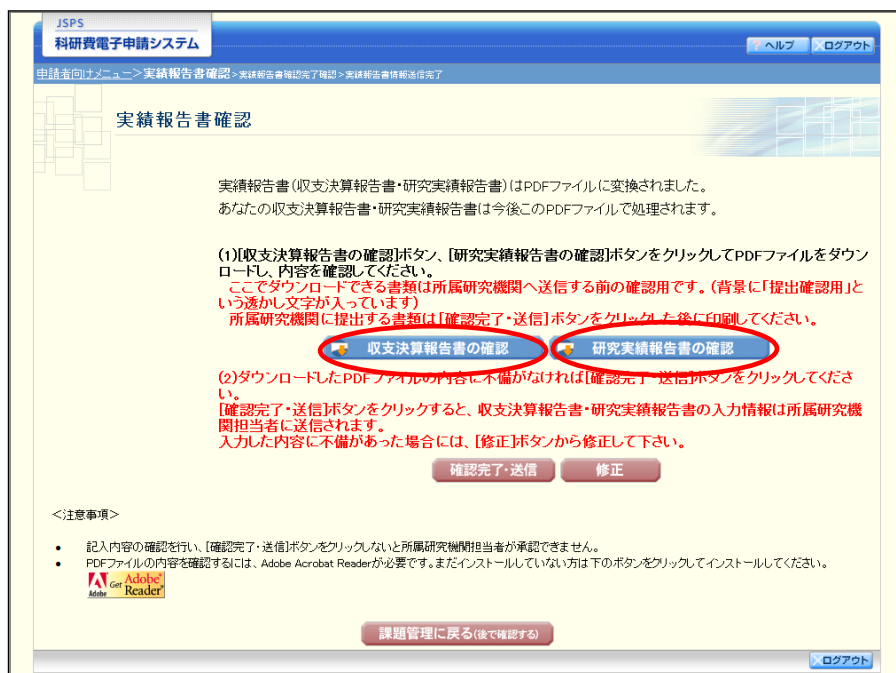 JSPS
科研費電子申請システム
? ヘルプ
ログアウト
申請者向けメニュー>実績報告書確認>実績報告書確認完了確認>実績報告書情報送信完了
実績報告書確認
実績報告書(収支決算報告書・研究実績報告書)はPDFファイルに変換されました。
あなたの収支決算報告書・研究実績報告書は今後このPDFファイルで処理されます。
(1)[収支決算報告書の確認]ボタン、[研究実績報告書の確認]ボタンをクリックしてPDFファイルをダウン
ロードし、内容を確認してください。
ここでダウンロードできる書類は所属研究機関へ送信する前の確認用です。(背景に「提出確認用」と
いう透かし文字が入っています)
所属研究機関に提出する書類は[確認完了・送信]ボタンをクリックした後に印刷してください。
収支決算報告書の確認
研究実績報告書の確認
(2)ダウンロードしたPDFファイルの内容に不備がなければ[確認完了・送信]ボタンをクリックしてくださ
い。
[確認完了・送信]ボタンをクリックすると、収支決算報告書・研究実績報告書の入力情報は所属研究機
関担当者に送信されます。
入力した内容に不備があった場合には、[修正]ボタンから修正して下さい。
確認完了・送信
修正
<注意事項>
• 記入内容の確認を行い、[確認完了・送信]ボタンをクリックしないと所属研究機関担当者が承認できません。
• PDFファイルの内容を確認するには、Adobe Acrobat Readerが必要です。まだインストールしていない方は下のボタンをクリックしてインストールしてください。
Adobe Get Adobe Reader
課題管理に戻る(後で確認する)
ログアウト